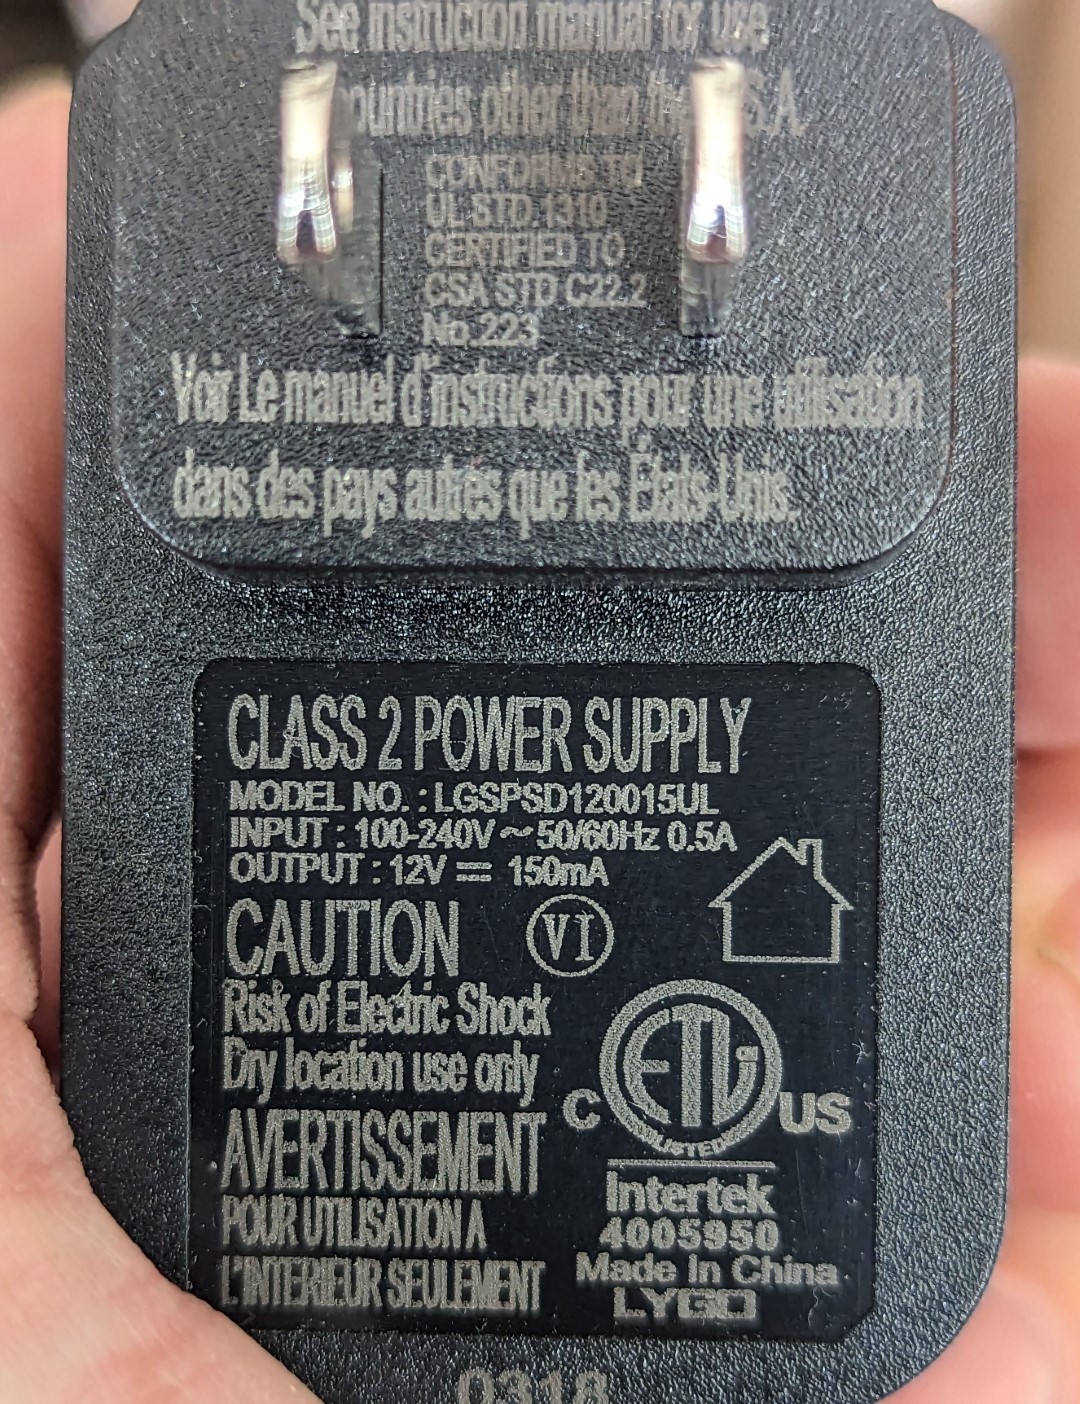 See instruction manual for use
countries other than the U.S.A.
CONFORMS TO
UL STD.1310
CERTIFIED TO
CSA STD C22.2
No.223
Voir Le manuel d'instructions pour une utilisation
dans des pays autres que les États-Unis.
CLASS 2 POWER SUPPLY
MODEL NO. : LGSPSD120015UL
INPUT : 100-240V ~ 50/60Hz 0.5A
OUTPUT : 12V ⎓ 150mA
CAUTION VI
Risk of Electric Shock
Dry location use only
C ETL US
LISTED
AVERTISSEMENT
POUR UTILISATION A
L'INTERIEUR SEULEMENT
Intertek
4005950
Made In China
LYGO
0318